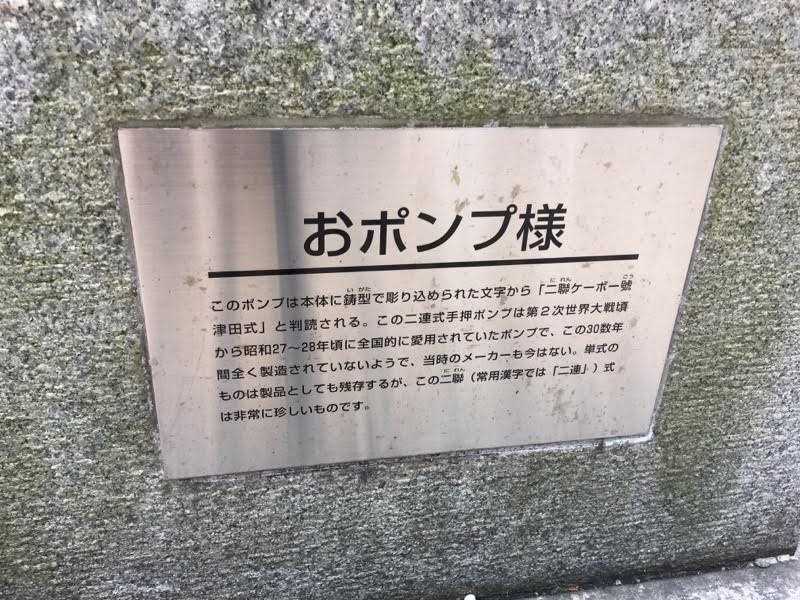 おポンプ様
このポンプは本体に鋳型で彫り込められた文字から「二聯ケーボー號
津田式」と判読される。この二連式手押ポンプは第2次世界大戦頃
から昭和27〜28年頃に全国的に愛用されていたポンプで、この30数年
間全く製造されていないようで、当時のメーカーも今はない。単式の
ものは製品としても残存するが、この二聯（常用漢字では「二連」）式
は非常に珍しいものです。